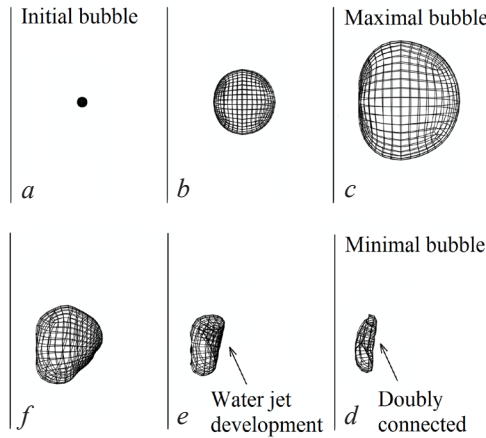 Initial bubble
Maximal bubble
a
b
c
Minimal bubble
f
e
d
Water jet
development
Doubly
connected